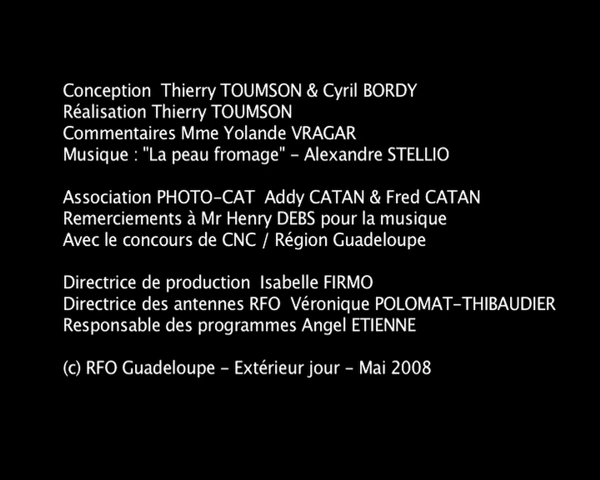 Conception  Thierry TOUMSON & Cyril BORDY
Réalisation Thierry TOUMSON
Commentaires Mme Yolande VRAGAR
Musique : "La peau fromage" - Alexandre STELLIO
Association PHOTO-CAT  Addy CATAN & Fred CATAN
Remerciements à Mr Henry DEBS pour la musique
Avec le concours de CNC / Région Guadeloupe
Directrice de production  Isabelle FIRMO
Directrice des antennes RFO  Véronique POLOMAT-THIBAUDIER
Responsable des programmes Angel ETIENNE
(c) RFO Guadeloupe - Extérieur jour - Mai 2008